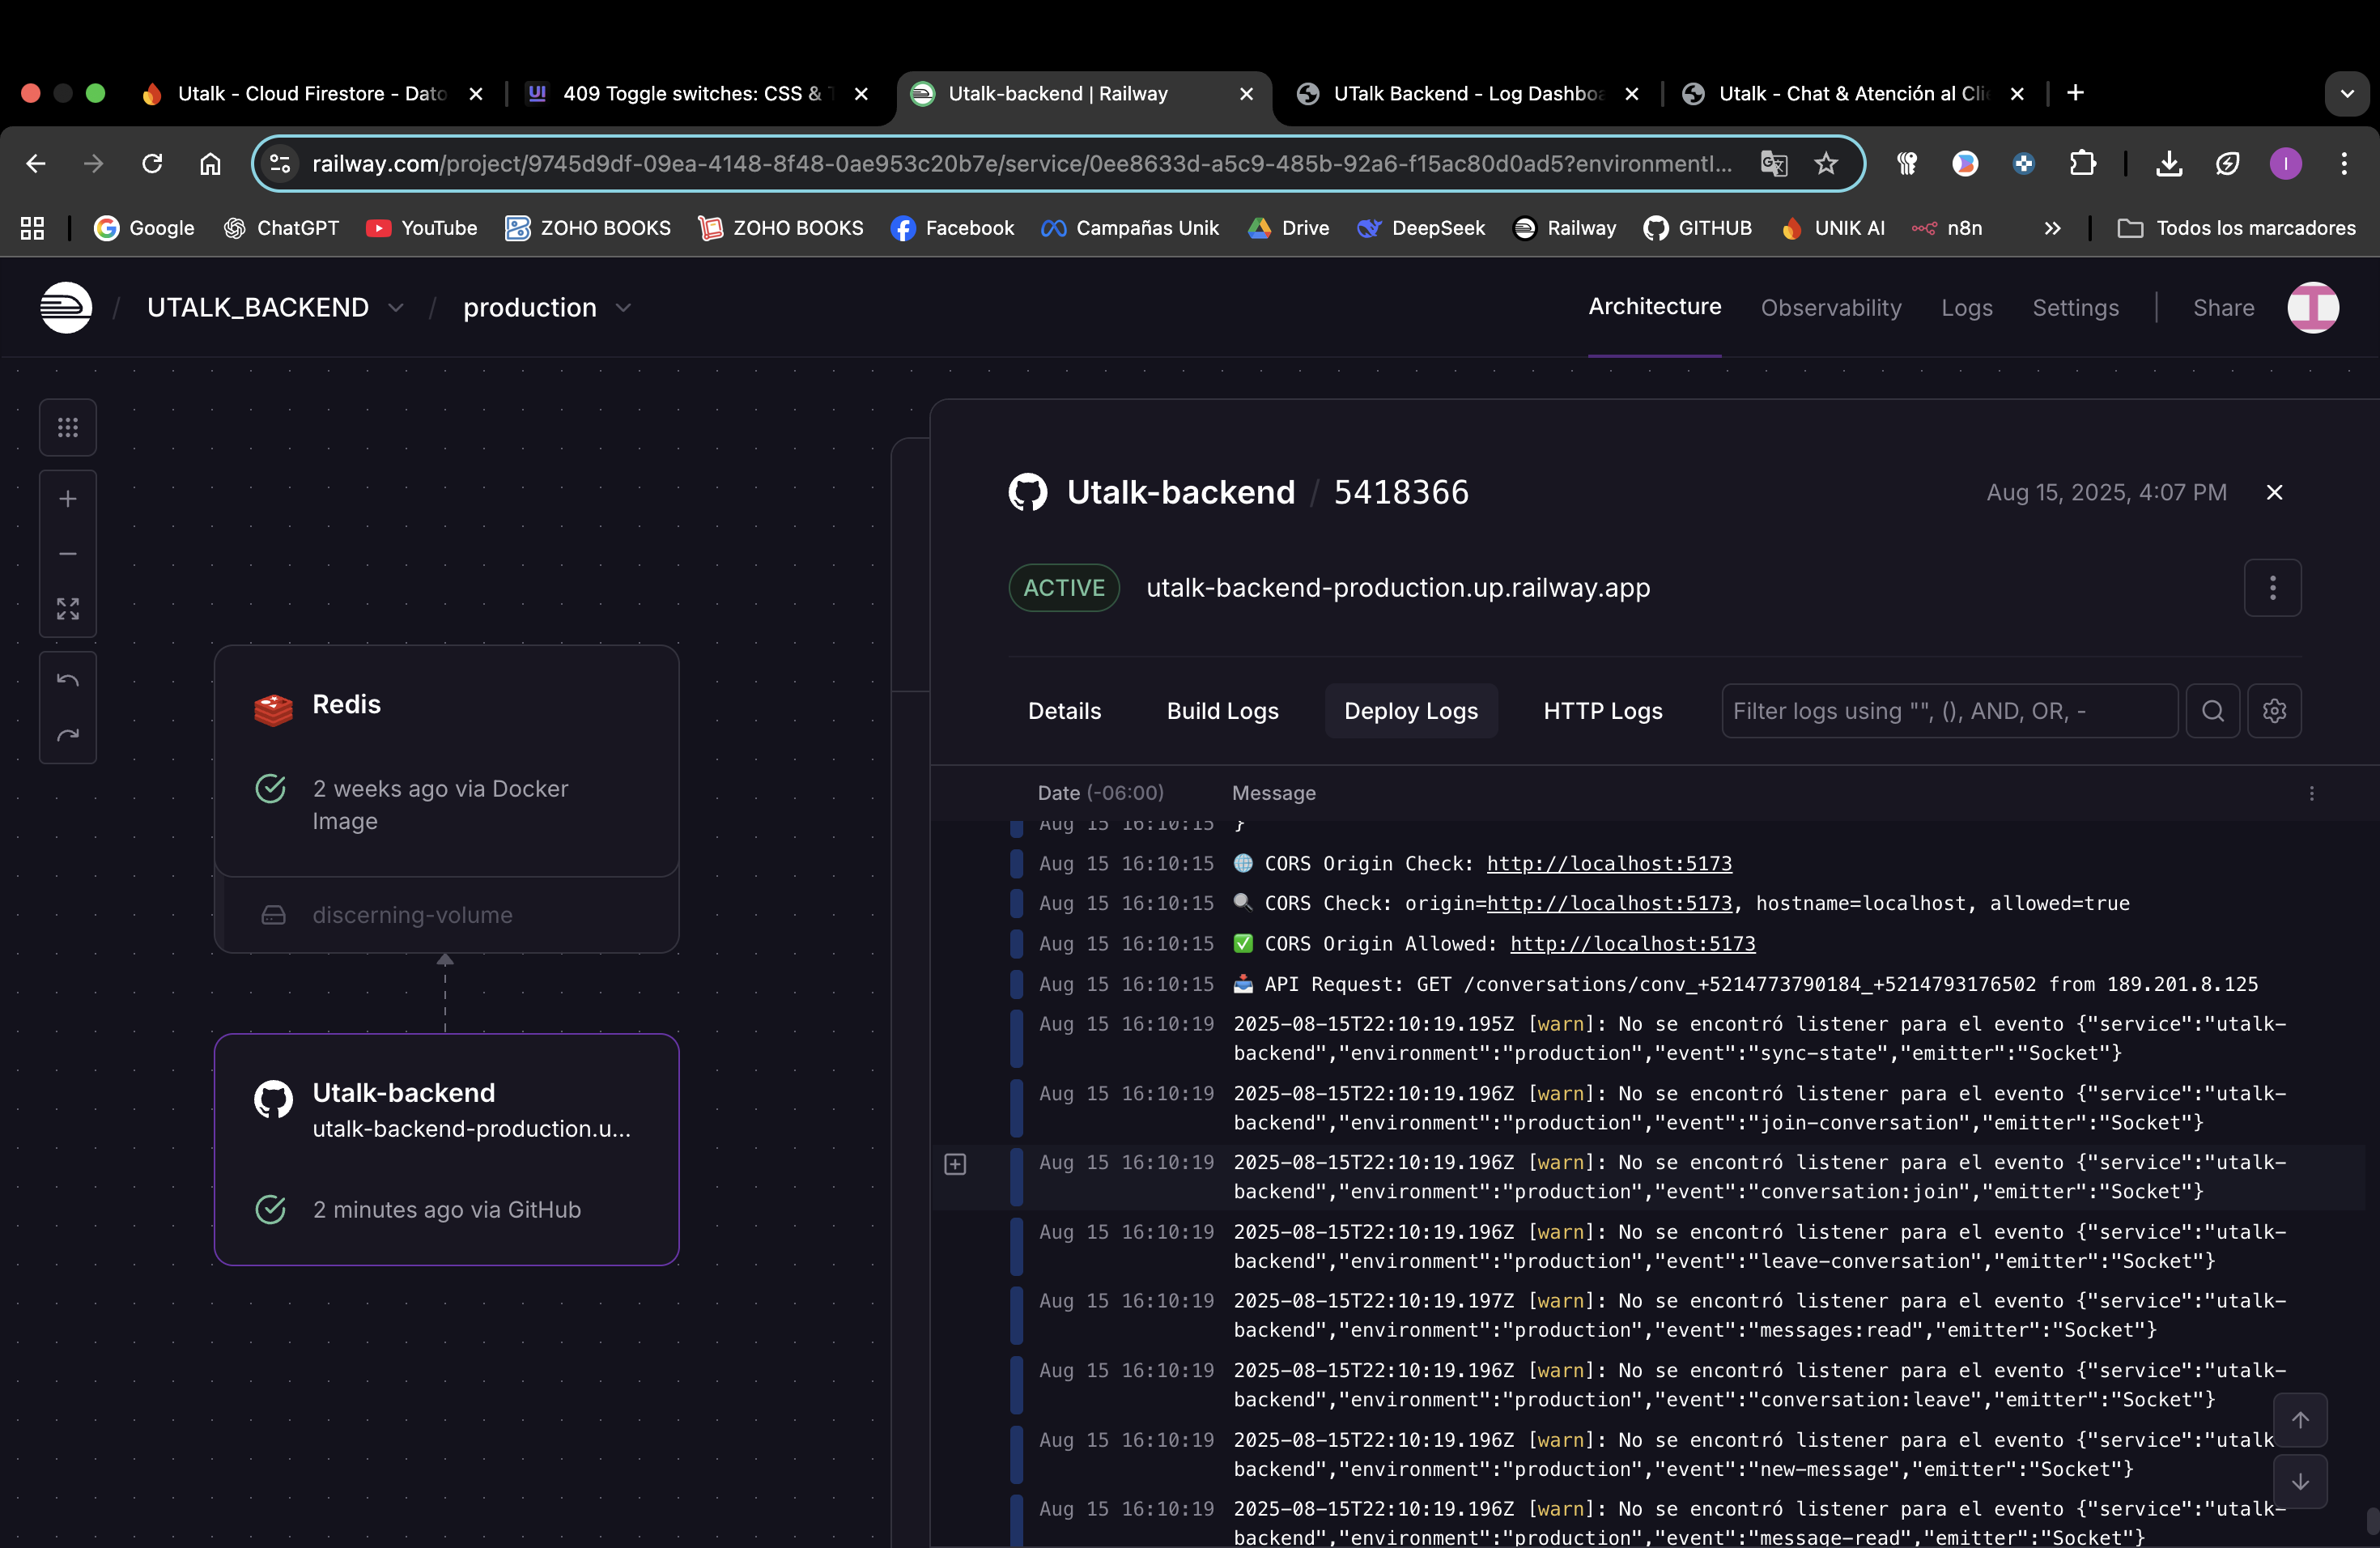 Utalk - Cloud Firestore - Dato
409 Toggle switches: CSS & T
Utalk-backend | Railway
UTalk Backend - Log Dashboa
Utalk - Chat & Atención al Clie
railway.com/project/9745d9df-09ea-4148-8f48-0ae953c20b7e/service/0ee8633d-a5c9-485b-92a6-f15ac80d0ad5?environmentI...
Google
ChatGPT
YouTube
ZOHO BOOKS
ZOHO BOOKS
Facebook
Campañas Unik
Drive
DeepSeek
Railway
GITHUB
UNIK AI
n8n
Todos los marcadores
/ UTALK_BACKEND / production
Architecture
Observability
Logs
Settings
Share
Redis
2 weeks ago via Docker
Image
discerning-volume
Utalk-backend
utalk-backend-production.u...
2 minutes ago via GitHub
Utalk-backend / 5418366
Aug 15, 2025, 4:07 PM
ACTIVE utalk-backend-production.up.railway.app
Details
Build Logs
Deploy Logs
HTTP Logs
Filter logs using "", (), AND, OR, -
Date (-06:00) Message
Aug 15 16:10:15 }
Aug 15 16:10:15 🌐 CORS Origin Check: http://localhost:5173
Aug 15 16:10:15 🔍 CORS Check: origin=http://localhost:5173, hostname=localhost, allowed=true
Aug 15 16:10:15 ✅ CORS Origin Allowed: http://localhost:5173
Aug 15 16:10:15 📥 API Request: GET /conversations/conv_+5214773790184_+5214793176502 from 189.201.8.125
Aug 15 16:10:19 2025-08-15T22:10:19.195Z [warn]: No se encontró listener para el evento {"service":"utalk-
backend","environment":"production","event":"sync-state","emitter":"Socket"}
Aug 15 16:10:19 2025-08-15T22:10:19.196Z [warn]: No se encontró listener para el evento {"service":"utalk-
backend","environment":"production","event":"join-conversation","emitter":"Socket"}
Aug 15 16:10:19 2025-08-15T22:10:19.196Z [warn]: No se encontró listener para el evento {"service":"utalk-
backend","environment":"production","event":"conversation:join","emitter":"Socket"}
Aug 15 16:10:19 2025-08-15T22:10:19.196Z [warn]: No se encontró listener para el evento {"service":"utalk-
backend","environment":"production","event":"leave-conversation","emitter":"Socket"}
Aug 15 16:10:19 2025-08-15T22:10:19.197Z [warn]: No se encontró listener para el evento {"service":"utalk-
backend","environment":"production","event":"messages:read","emitter":"Socket"}
Aug 15 16:10:19 2025-08-15T22:10:19.196Z [warn]: No se encontró listener para el evento {"service":"utalk-
backend","environment":"production","event":"conversation:leave","emitter":"Socket"}
Aug 15 16:10:19 2025-08-15T22:10:19.196Z [warn]: No se encontró listener para el evento {"service":"utalk
backend","environment":"production","event":"new-message","emitter":"Socket"}
Aug 15 16:10:19 2025-08-15T22:10:19.196Z [warn]: No se encontró listener para el evento {"service":"utalk-
backend","environment":"production","event":"message-read","emitter":"Socket"}